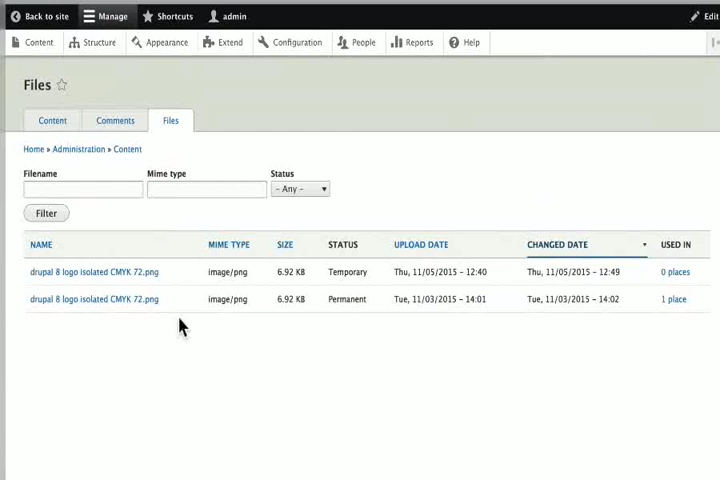 Back to site Manage Shortcuts admin Edit
Content Structure Appearance Extend Configuration People Reports Help
Files
Content Comments Files
Home » Administration » Content
Filename Mime type Status
- Any -
Filter
NAME MIME TYPE SIZE STATUS UPLOAD DATE CHANGED DATE USED IN
drupal 8 logo isolated CMYK 72.png image/png 6.92 KB Temporary Thu, 11/05/2015 - 12:40 Thu, 11/05/2015 - 12:49 0 places
drupal 8 logo isolated CMYK 72.png image/png 6.92 KB Permanent Tue, 11/03/2015 - 14:01 Tue, 11/03/2015 - 14:02 1 place